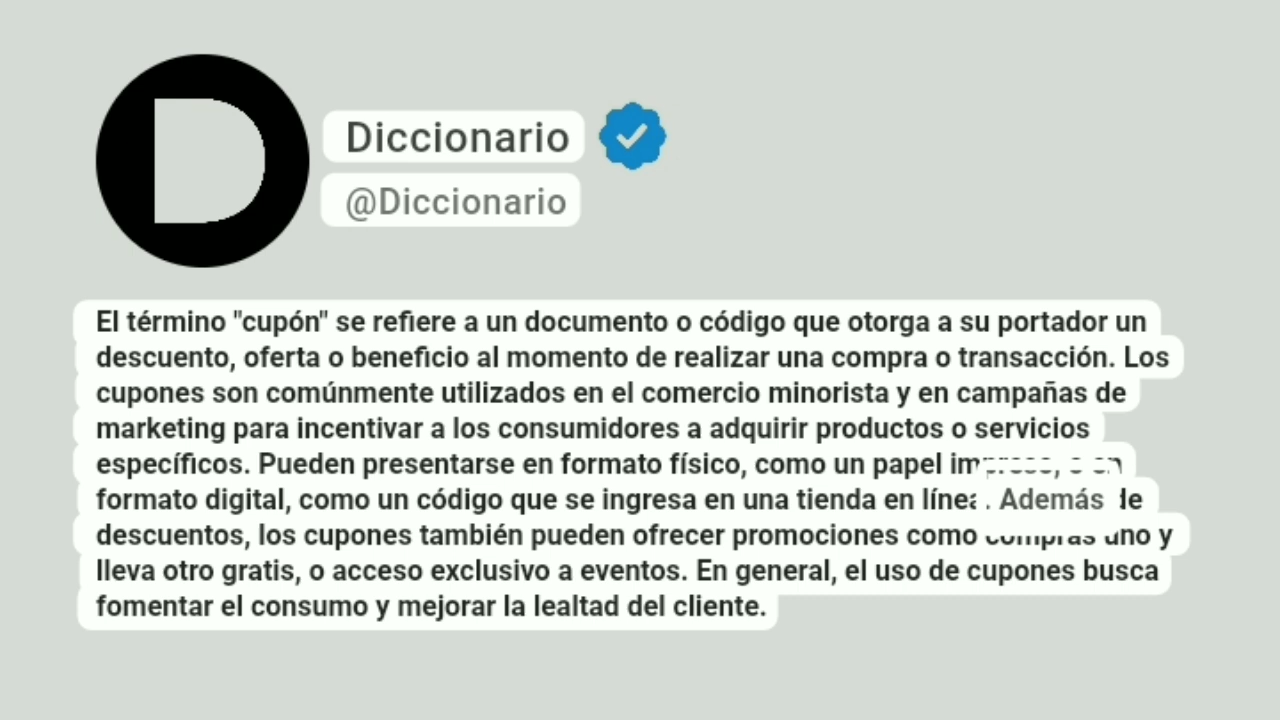 D
Diccionario
@Diccionario
El término "cupón" se refiere a un documento o código que otorga a su portador un
descuento, oferta o beneficio al momento de realizar una compra o transacción. Los
cupones son comúnmente utilizados en el comercio minorista y en campañas de
marketing para incentivar a los consumidores a adquirir productos o servicios
específicos. Pueden presentarse en formato físico, como un papel impreso, o en
formato digital, como un código que se ingresa en una tienda en línea. Además de
descuentos, los cupones también pueden ofrecer promociones como compras uno y
lleva otro gratis, o acceso exclusivo a eventos. En general, el uso de cupones busca
fomentar el consumo y mejorar la lealtad del cliente.